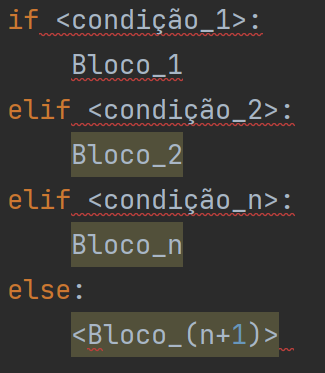 if <condição_1>:
Bloco_1
elif <condição_2>:
Bloco_2
elif <condição_n>:
Bloco_n
else:
<Bloco_(n+1)>